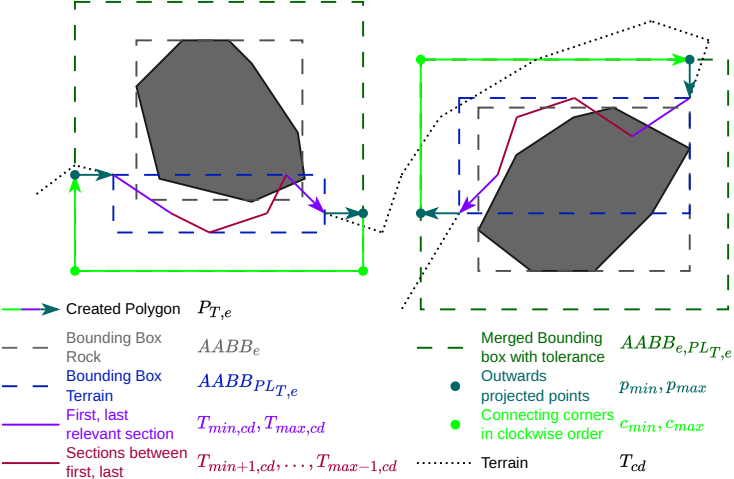 Created Polygon P_{T,e}
Bounding Box
Rock AABB_e
Bounding Box
Terrain AABB_{PL_{T,e}}
First, last
relevant section T_{min,cd}, T_{max,cd}
Sections between
first, last T_{min+1,cd}, \ldots, T_{max-1,cd}
Merged Bounding
box with tolerance AABB_{e,PL_{T,e}}
Outwards
projected points p_{min}, p_{max}
Connecting corners
in clockwise order c_{min}, c_{max}
Terrain T_{cd}